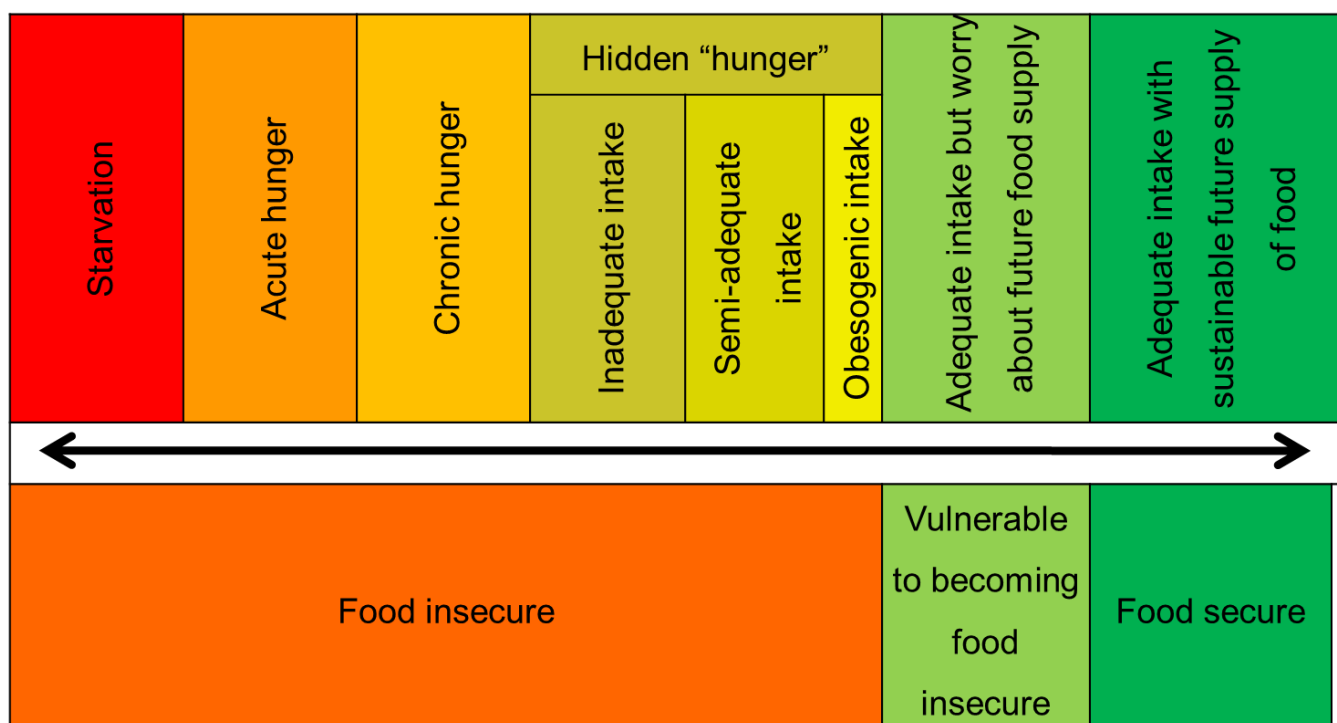 Starvation
Acute hunger
Chronic hunger
Hidden “hunger”
Inadequate intake
Semi-adequate
intake
Obesogenic intake
Adequate intake but worry
about future food supply
Adequate intake with
sustainable future supply
of food
Food insecure
Vulnerable
to becoming
food
insecure
Food secure